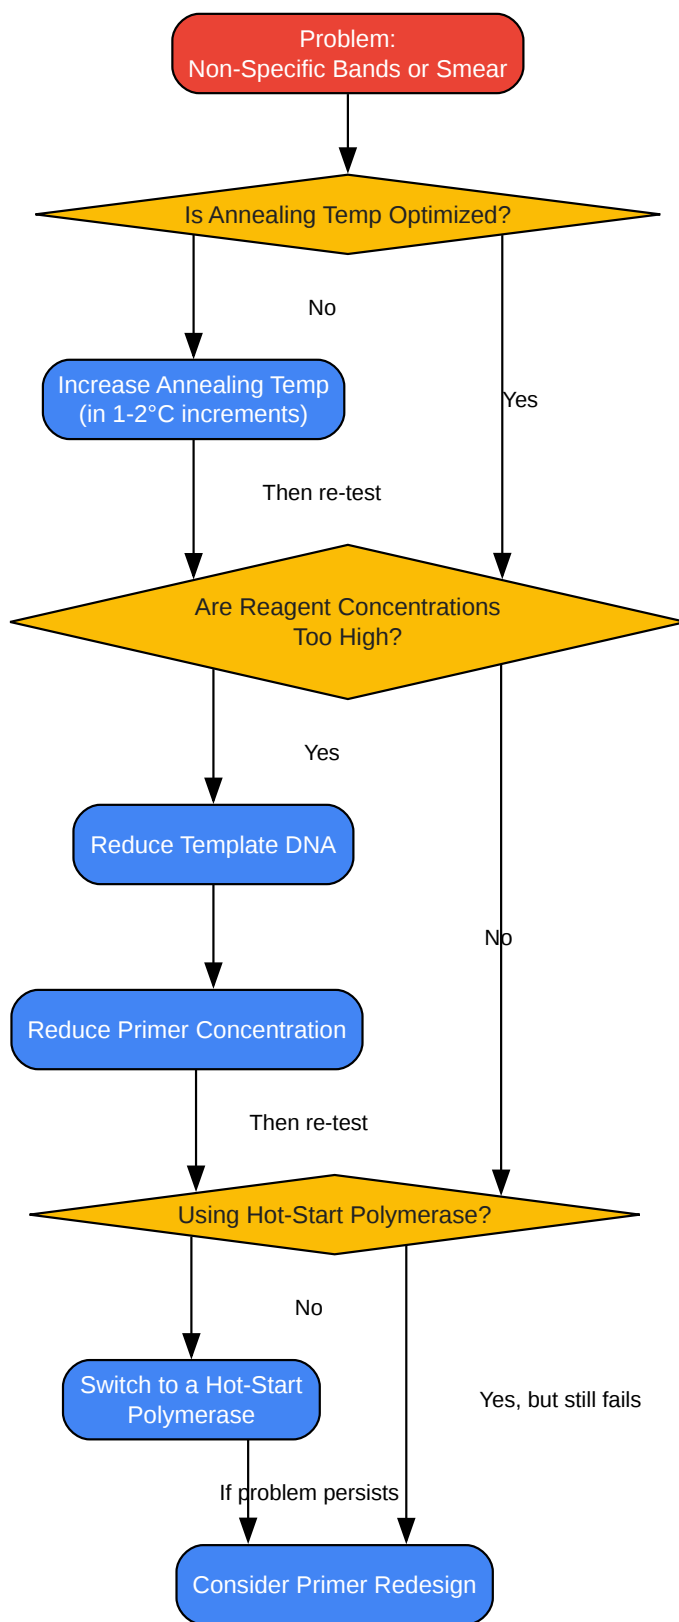 Problem:
Non-Specific Bands or Smear
Is Annealing Temp Optimized?
No
Increase Annealing Temp
(in 1-2°C increments)
Yes
Then re-test
Are Reagent Concentrations
Too High?
Yes
Reduce Template DNA
No
Reduce Primer Concentration
Then re-test
Using Hot-Start Polymerase?
No
Switch to a Hot-Start
Polymerase
Yes, but still fails
If problem persists
Consider Primer Redesign